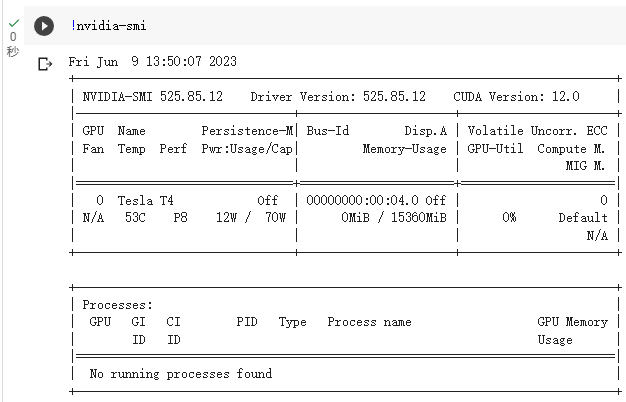 !nvidia-smi
0
秒
Fri Jun  9 13:50:07 2023
NVIDIA-SMI 525.85.12    Driver Version: 525.85.12    CUDA Version: 12.0
GPU  Name        Persistence-M| Bus-Id        Disp.A | Volatile Uncorr. ECC
Fan  Temp  Perf  Pwr:Usage/Cap|         Memory-Usage | GPU-Util  Compute M.
MIG M.
0  Tesla T4            Off  | 00000000:00:04.0 Off |                    0
N/A   53C    P8    12W /  70W |      0MiB / 15360MiB |      0%      Default
N/A
Processes:
GPU   GI   CI        PID   Type   Process name                  GPU Memory
ID   ID                                                   Usage
No running processes found